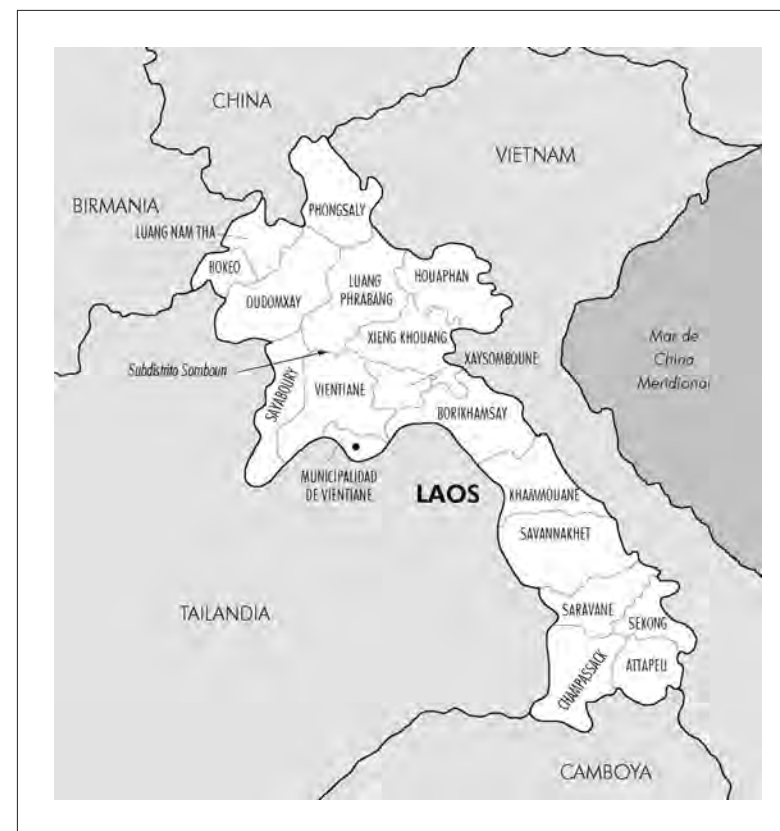 CHINA
VIETNAM
BIRMANIA
PHONGSALY
LUANG NAM THA
BOKEO
HOUAPHAN
LUANG
PHRABANG
OUDOMXAY
XIENG KHOUANG
Mar de
China
Meridional
Subdistrito Somboun
XAYSOMBOUNE
SAYABOURY
VIENTIANE
BORIKHAMSAY
MUNICIPALIDAD
DE VIENTIANE
LAOS
KHAMMOUANE
SAVANNAKHET
TAILANDIA
SARAVANE
SEKONG
CHAMPASSACK
ATTAPEU
CAMBOYA